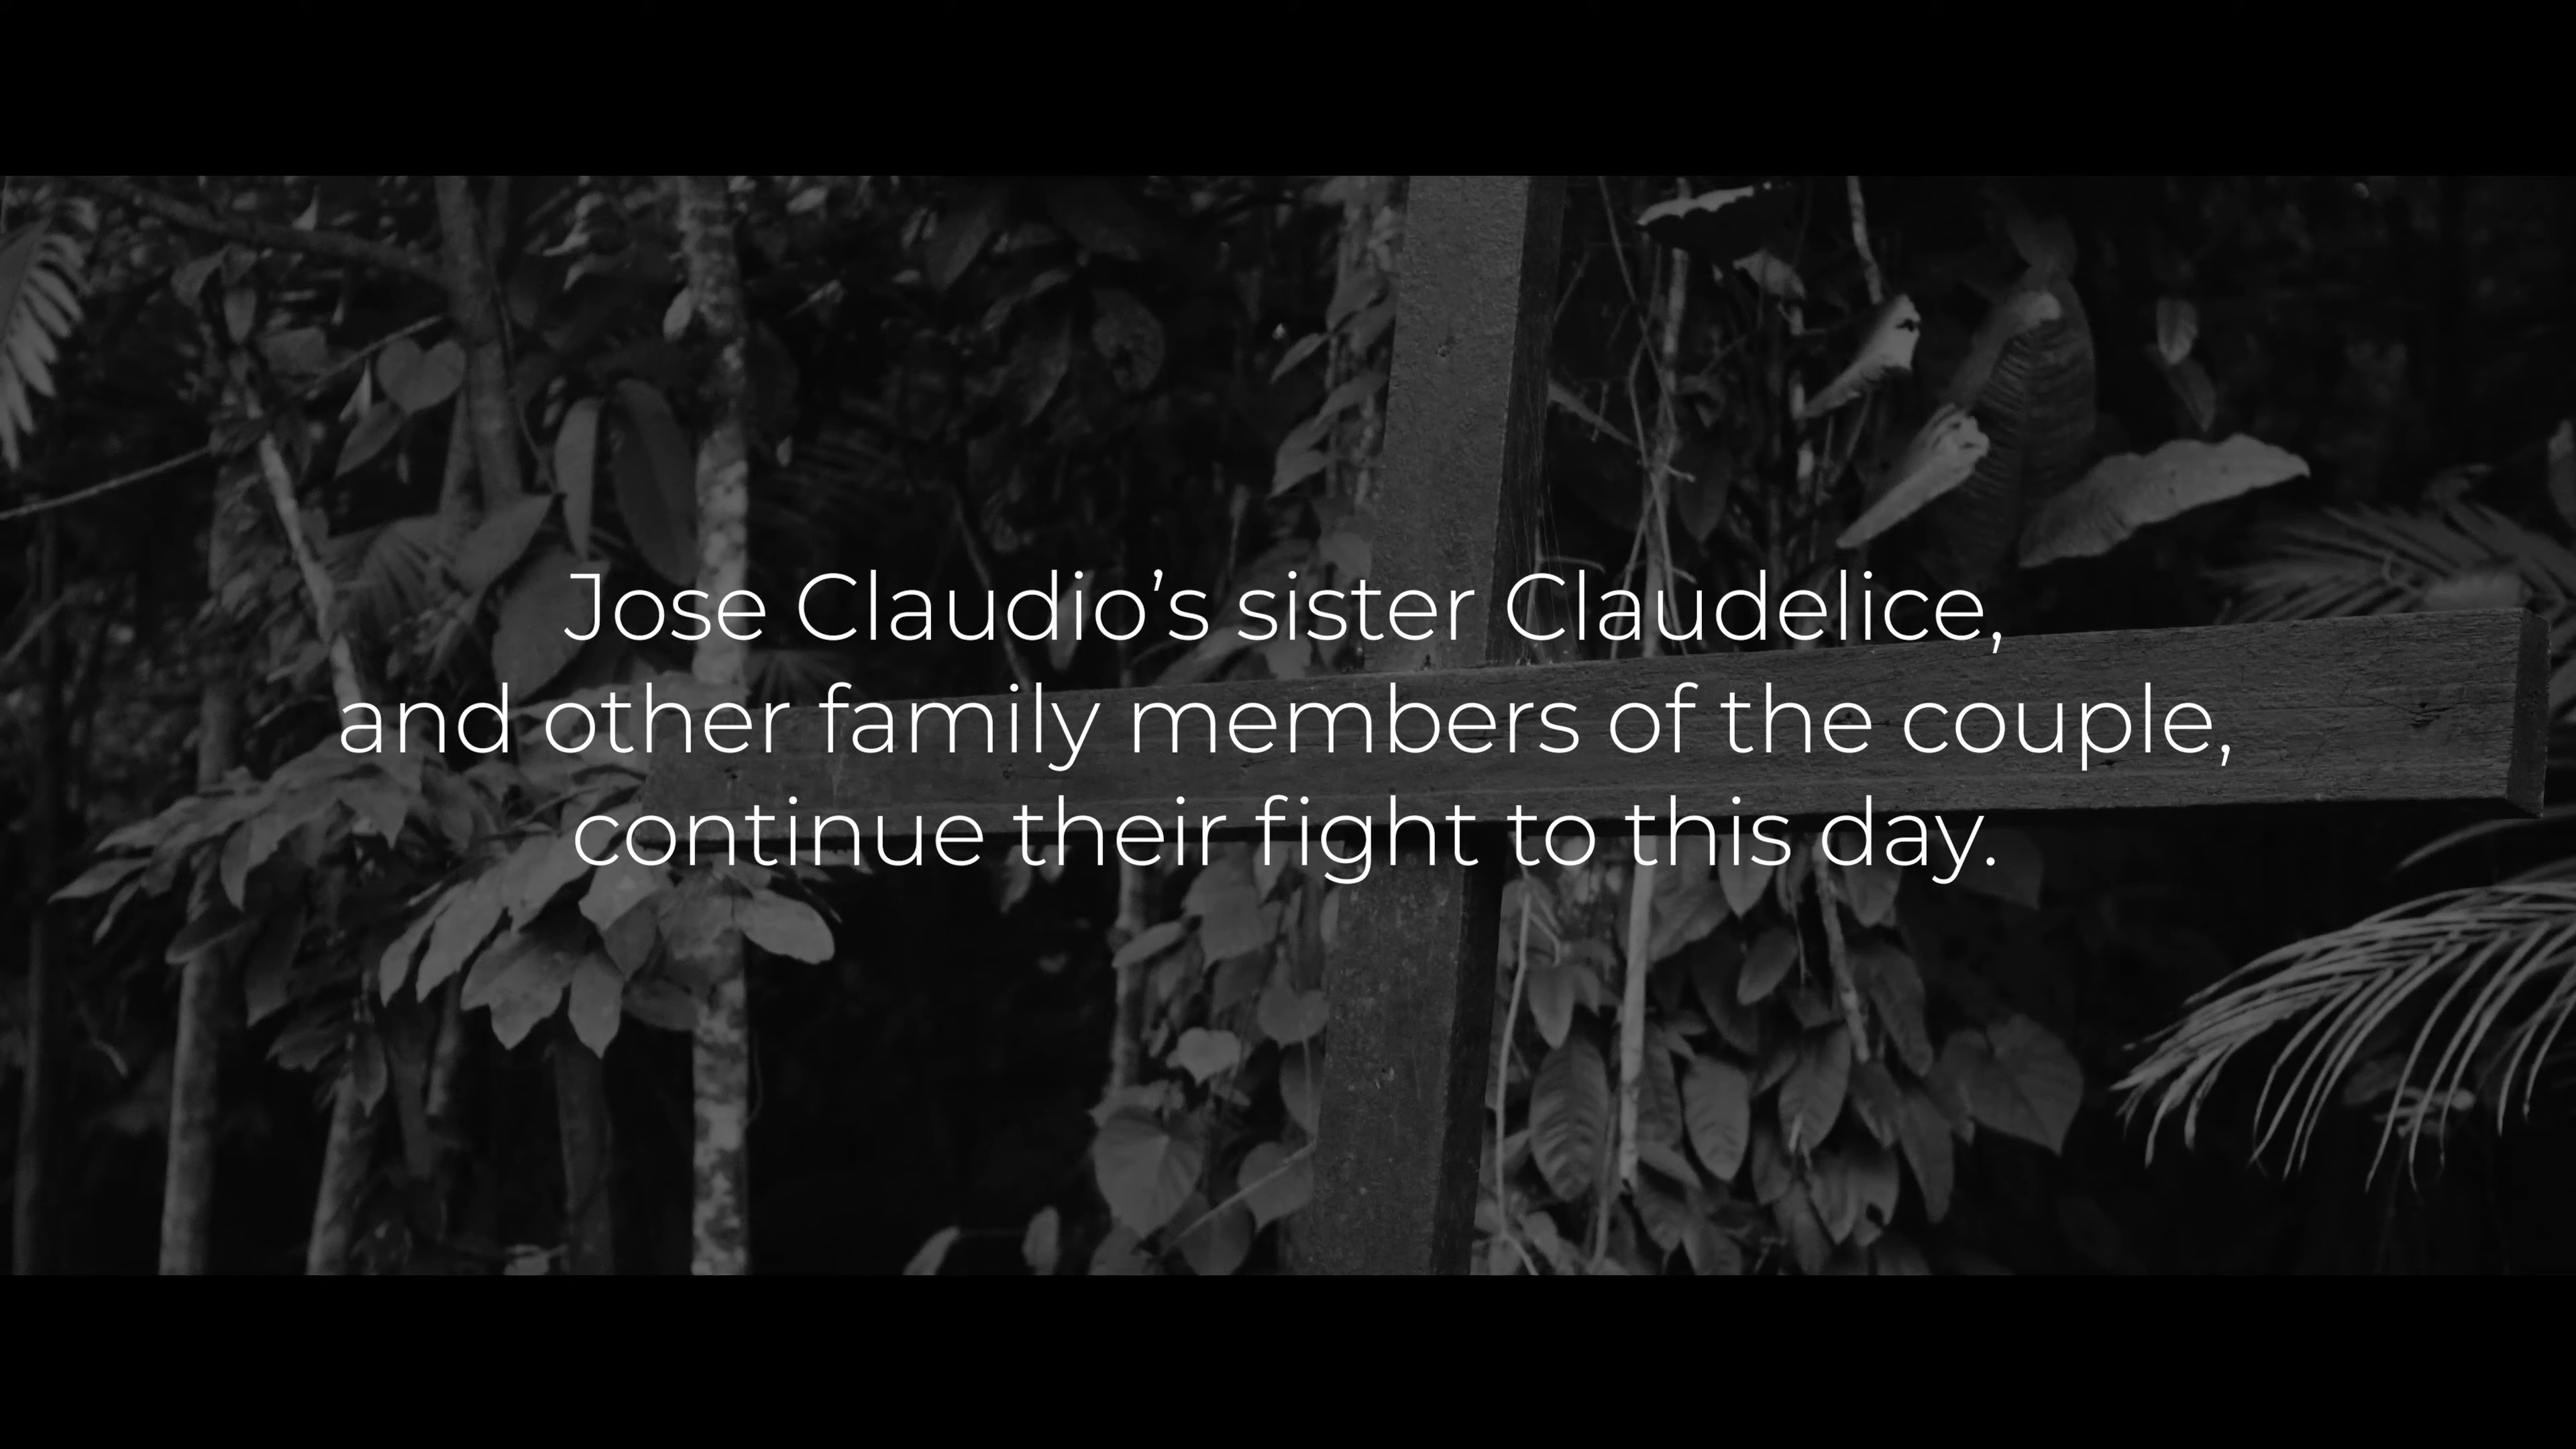 Jose Claudio’s sister Claudelice,
and other family members of the couple,
continue their fight to this day.